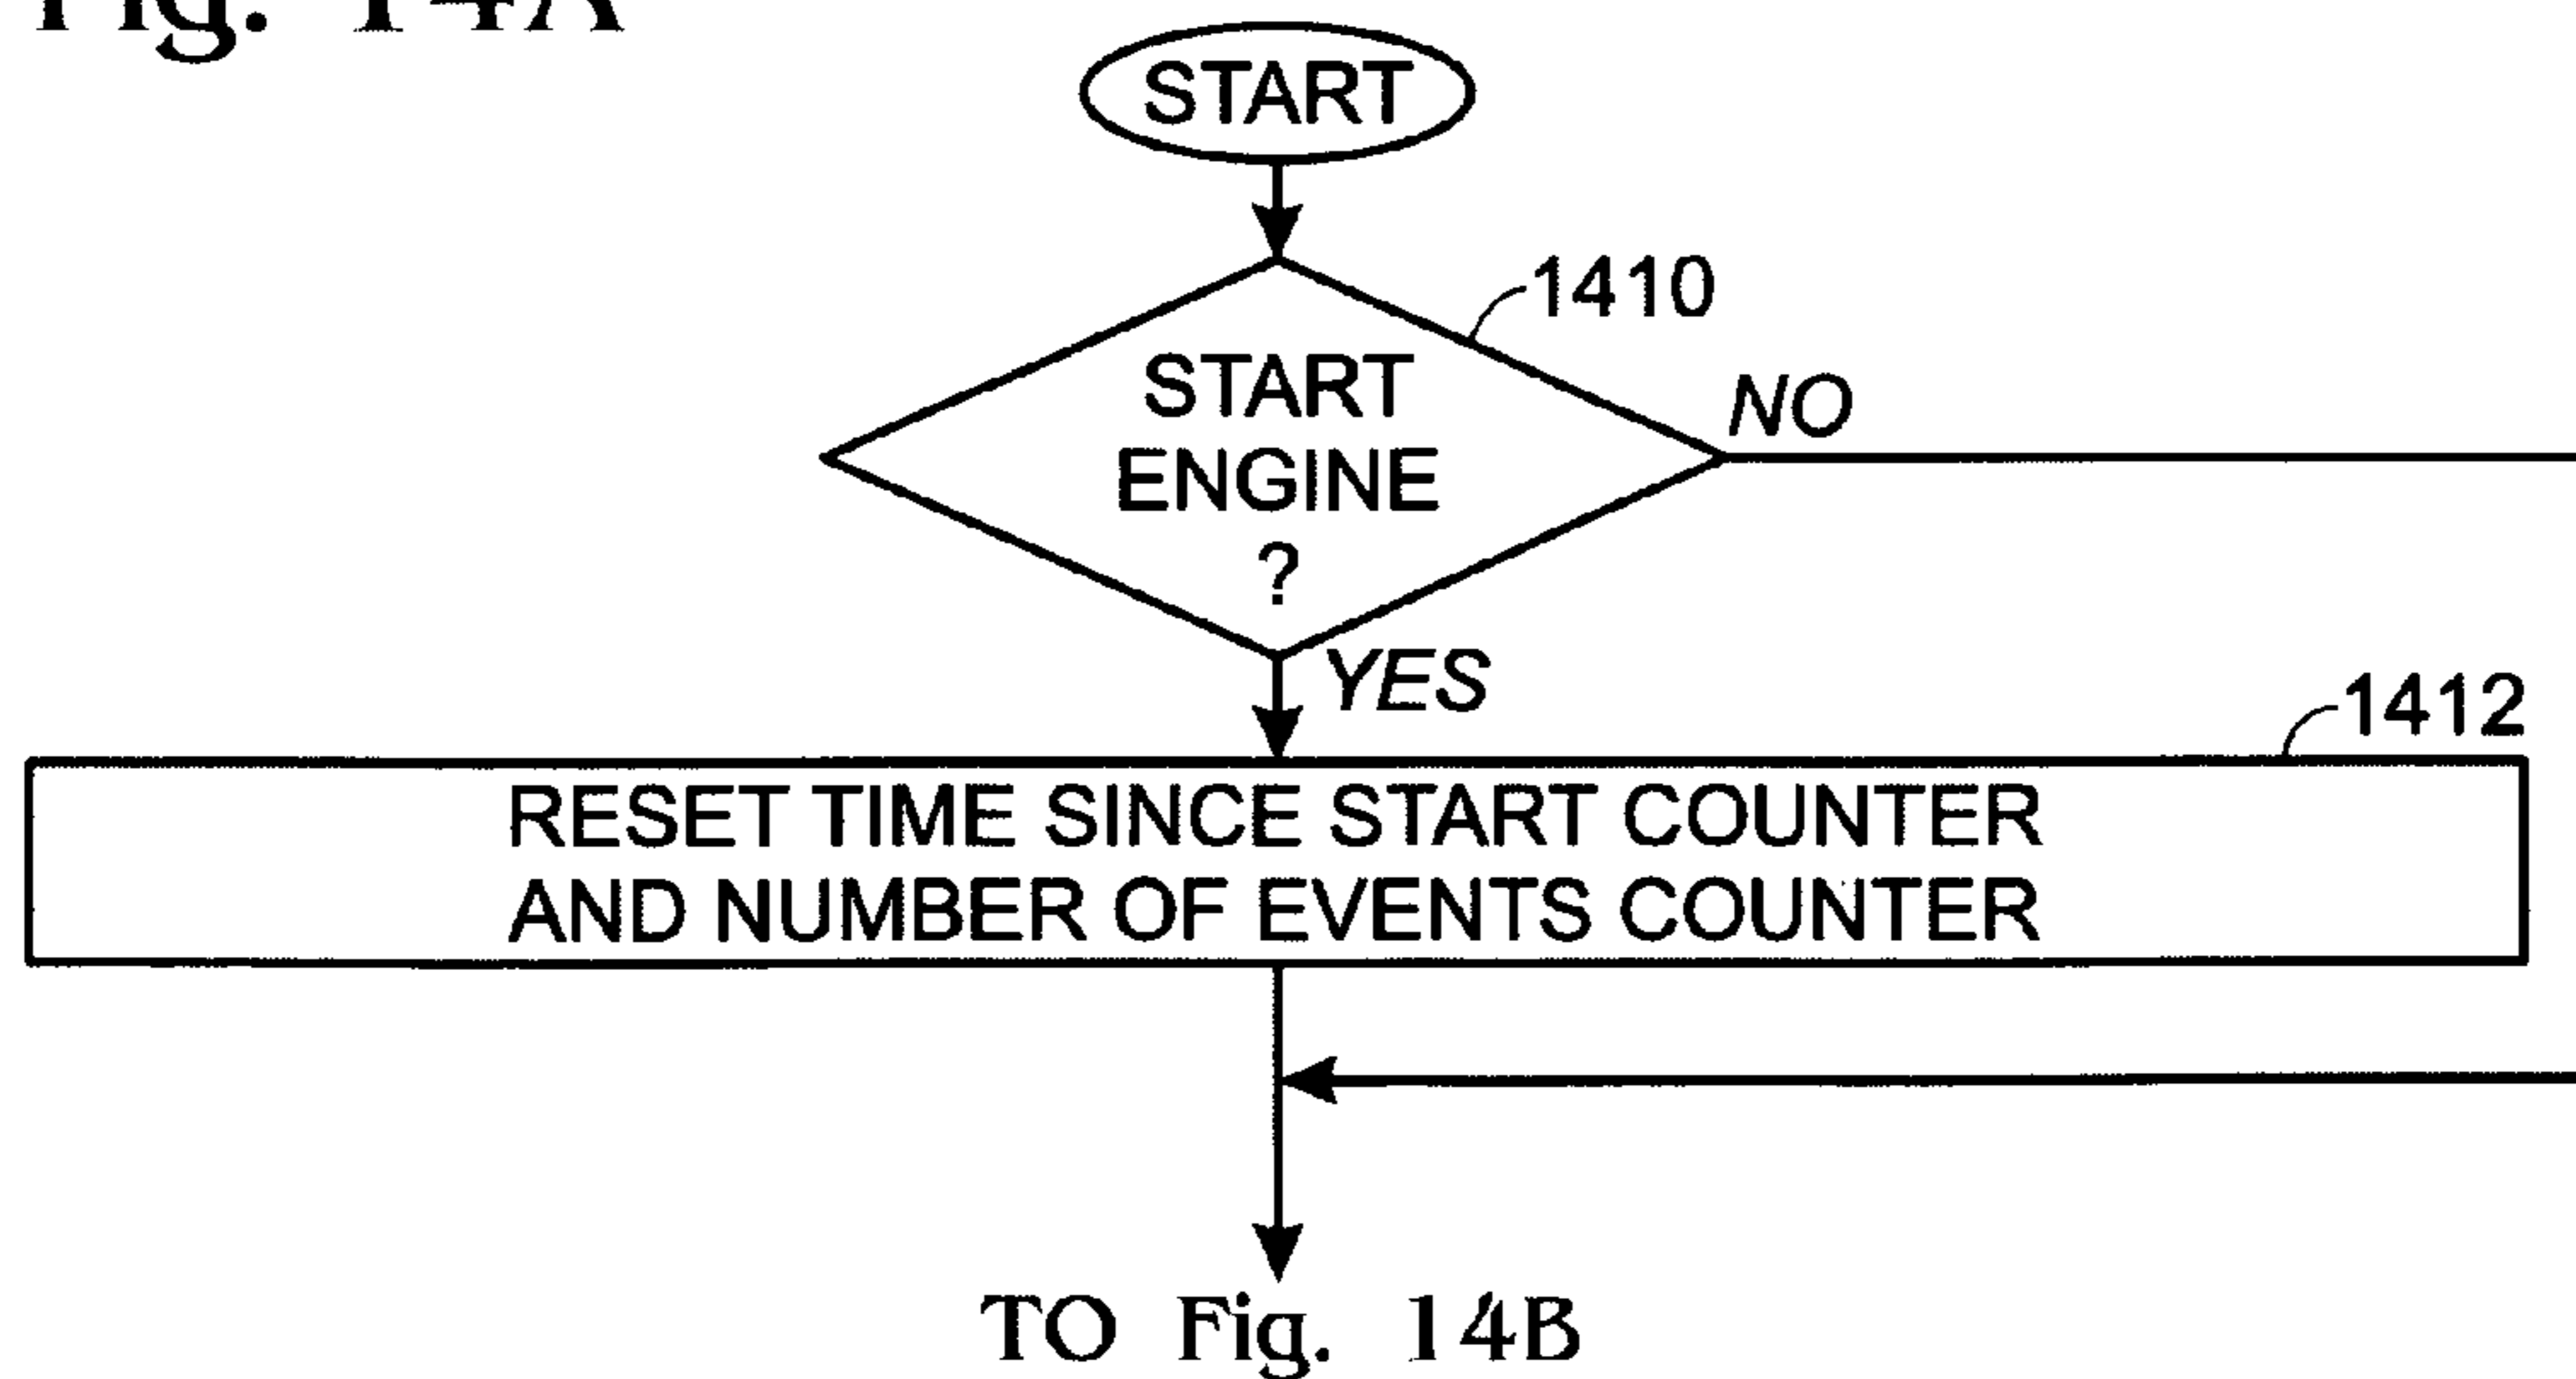 Fig. 14A
START
1410
START
ENGINE
?
NO
YES
1412
RESET TIME SINCE START COUNTER
AND NUMBER OF EVENTS COUNTER
TO Fig. 14B